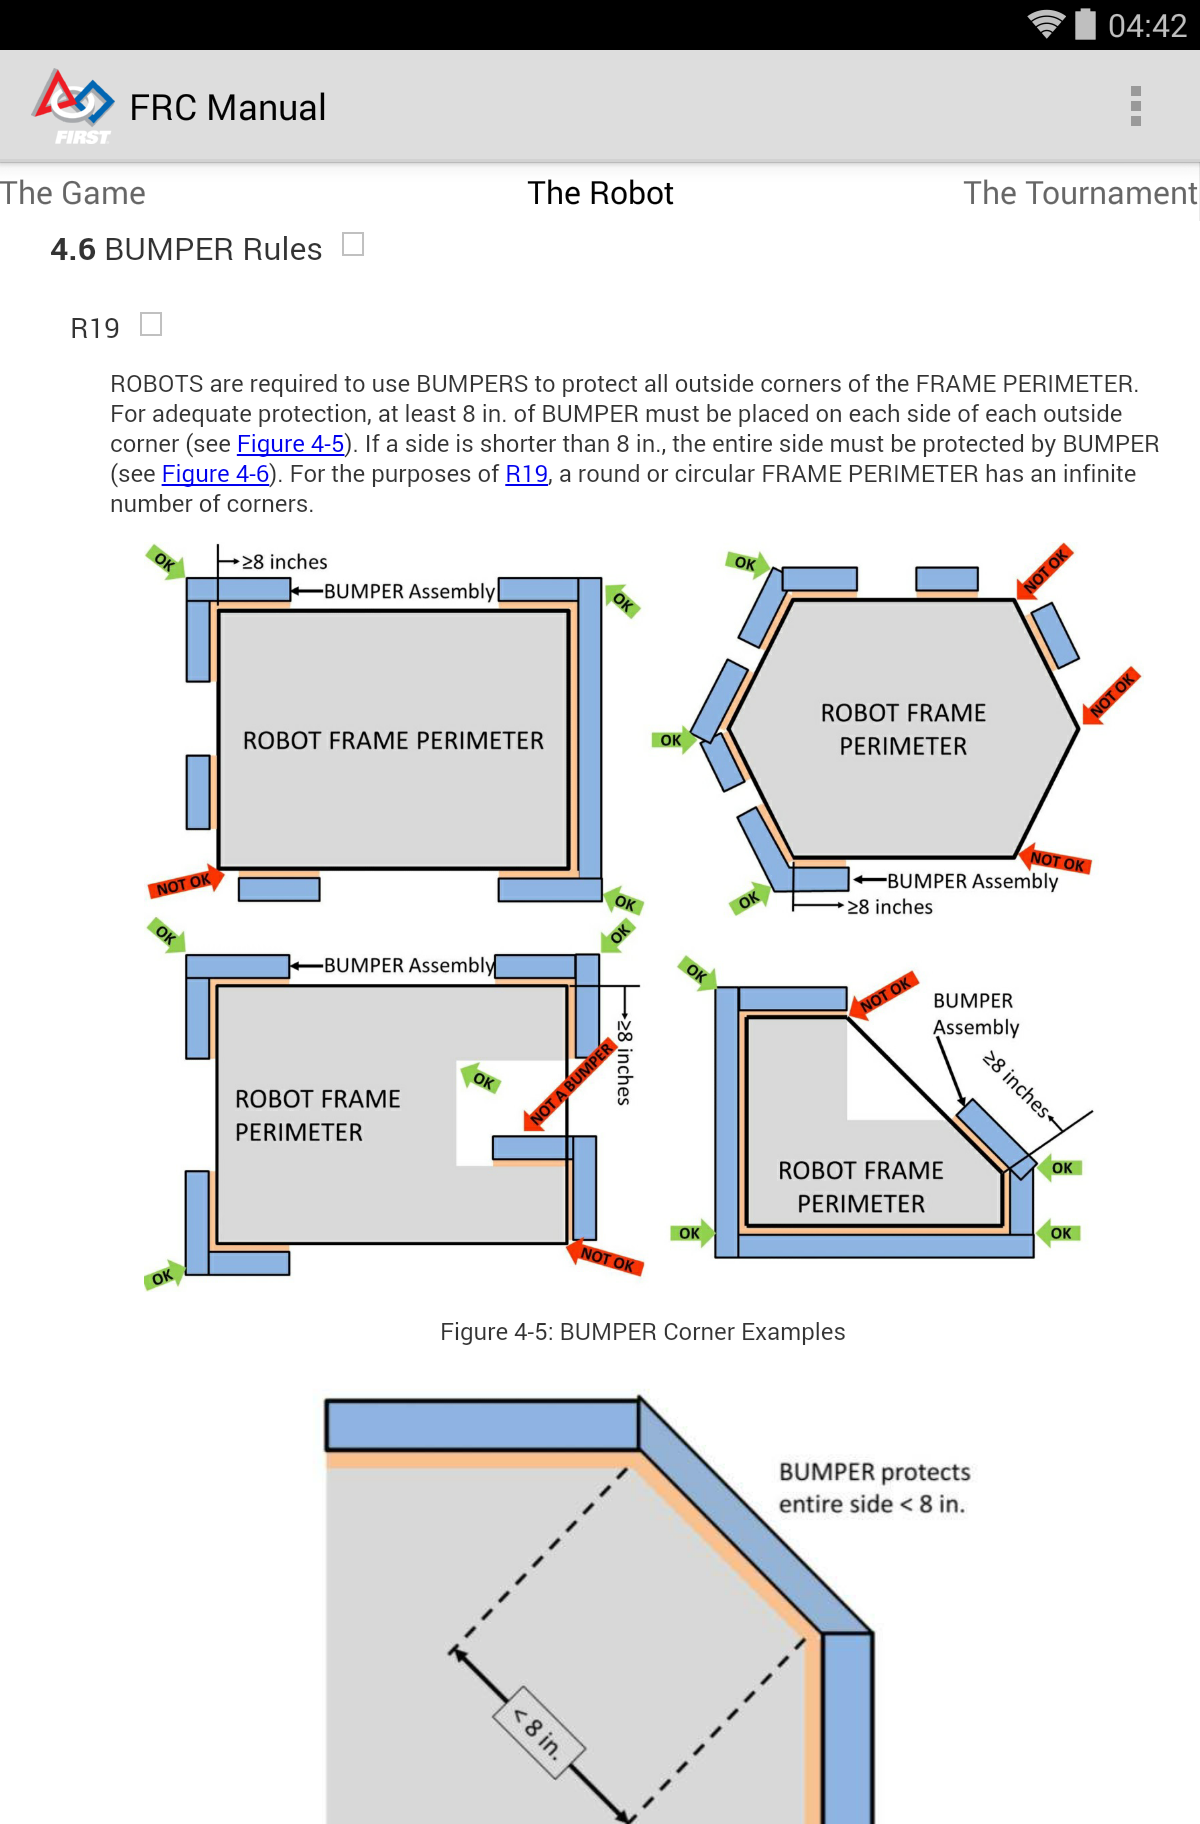 04:42
FIRST
FRC Manual
The Game
The Robot
The Tournament
4.6 BUMPER Rules
R19
ROBOTS are required to use BUMPERS to protect all outside corners of the FRAME PERIMETER.
For adequate protection, at least 8 in. of BUMPER must be placed on each side of each outside
corner (see Figure 4-5). If a side is shorter than 8 in., the entire side must be protected by BUMPER
(see Figure 4-6). For the purposes of R19, a round or circular FRAME PERIMETER has an infinite
number of corners.
OK
≥8 inches
BUMPER Assembly
OK
ROBOT FRAME PERIMETER
NOT OK
OK
OK
NOT OK
NOT OK
ROBOT FRAME
PERIMETER
OK
NOT OK
BUMPER Assembly
OK
≥8 inches
OK
OK
BUMPER Assembly
≥8 inches
OK
NOT A BUMPER
ROBOT FRAME
PERIMETER
NOT OK
OK
OK
NOT OK
BUMPER
Assembly
≥8 inches
OK
ROBOT FRAME
PERIMETER
OK
OK
Figure 4-5: BUMPER Corner Examples
BUMPER protects
entire side < 8 in.
< 8 in.